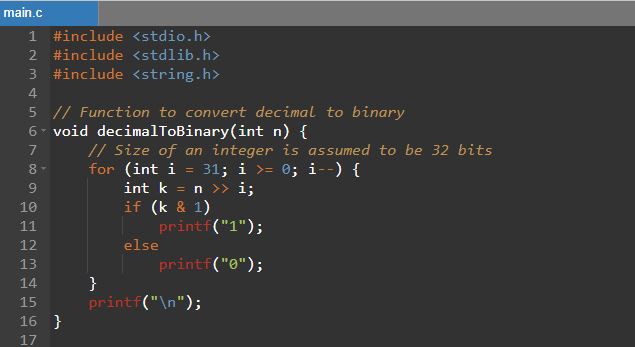 main.c
1 #include <stdio.h>
2 #include <stdlib.h>
3 #include <string.h>
4
5 // Function to convert decimal to binary
6 void decimalToBinary(int n) {
7     // Size of an integer is assumed to be 32 bits
8     for (int i = 31; i >= 0; i--) {
9         int k = n >> i;
10         if (k & 1)
11             printf("1");
12         else
13             printf("0");
14     }
15     printf("\n");
16 }
17